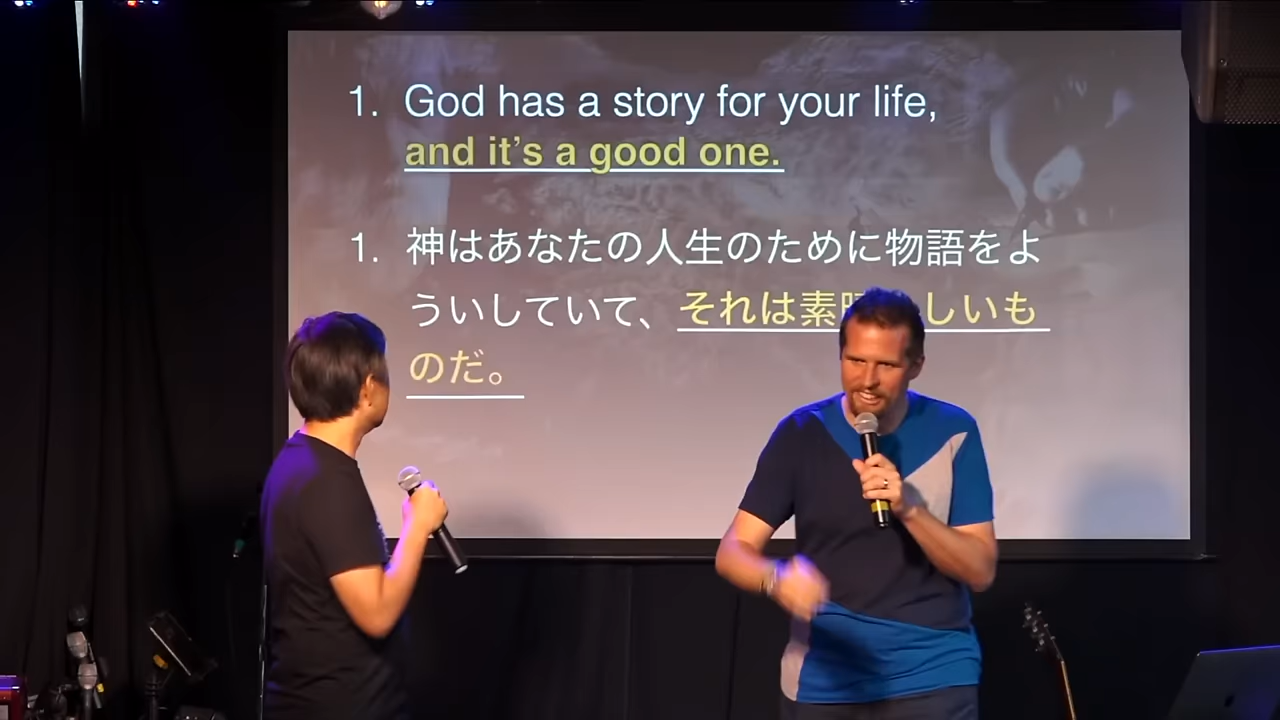 1. God has a story for your life,
and it's a good one.
1. 神はあなたの人生のために物語をよ
ういしていて、それは素しいも
のだ。